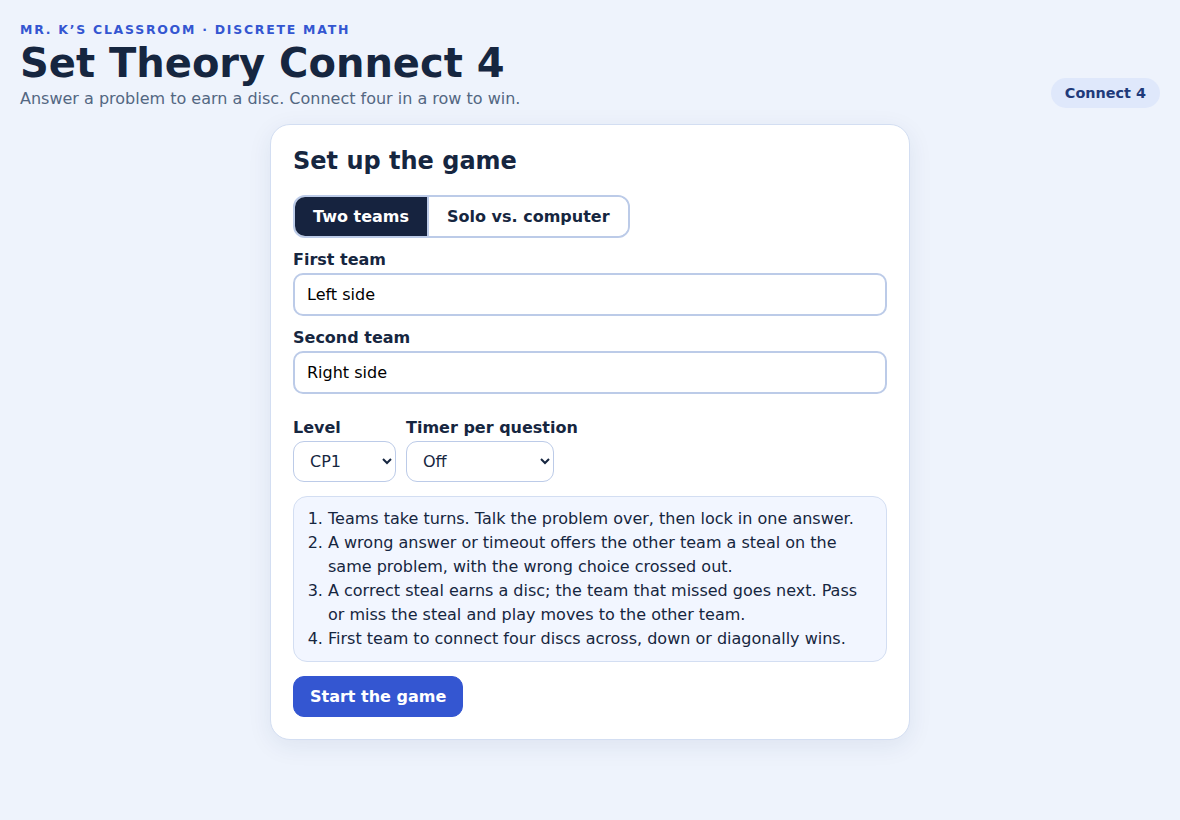 MR. K’S CLASSROOM · DISCRETE MATH
Set Theory Connect 4
Answer a problem to earn a disc. Connect four in a row to win.
Connect 4
Set up the game
Two teams
Solo vs. computer
First team
Left side
Second team
Right side
Level
Timer per question
CP1
Off
1. Teams take turns. Talk the problem over, then lock in one answer.
2. A wrong answer or timeout offers the other team a steal on the
same problem, with the wrong choice crossed out.
3. A correct steal earns a disc; the team that missed goes next. Pass
or miss the steal and play moves to the other team.
4. First team to connect four discs across, down or diagonally wins.
Start the game